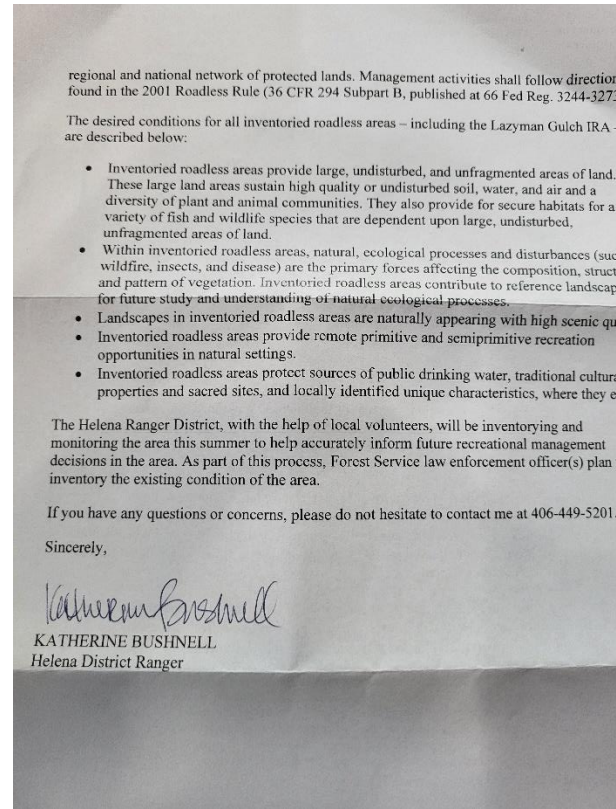 regional and national network of protected lands. Management activities shall follow direction
found in the 2001 Roadless Rule (36 CFR 294 Subpart B, published at 66 Fed Reg. 3244-3273
The desired conditions for all inventoried roadless areas – including the Lazyman Gulch IRA –
are described below:
• Inventoried roadless areas provide large, undisturbed, and unfragmented areas of land.
These large land areas sustain high quality or undisturbed soil, water, and air and a
diversity of plant and animal communities. They also provide for secure habitats for a
variety of fish and wildlife species that are dependent upon large, undisturbed,
unfragmented areas of land.
• Within inventoried roadless areas, natural, ecological processes and disturbances (suc
wildfire, insects, and disease) are the primary forces affecting the composition, struct
and pattern of vegetation. Inventoried roadless areas contribute to reference landscap
for future study and understanding of natural ecological processes.
• Landscapes in inventoried roadless areas are naturally appearing with high scenic qu
• Inventoried roadless areas provide remote primitive and semiprimitive recreation
opportunities in natural settings.
• Inventoried roadless areas protect sources of public drinking water, traditional cultura
properties and sacred sites, and locally identified unique characteristics, where they e
The Helena Ranger District, with the help of local volunteers, will be inventorying and
monitoring the area this summer to help accurately inform future recreational management
decisions in the area. As part of this process, Forest Service law enforcement officer(s) plan
inventory the existing condition of the area.
If you have any questions or concerns, please do not hesitate to contact me at 406-449-5201.
Sincerely,
Katherine Bushnell
KATHERINE BUSHNELL
Helena District Ranger